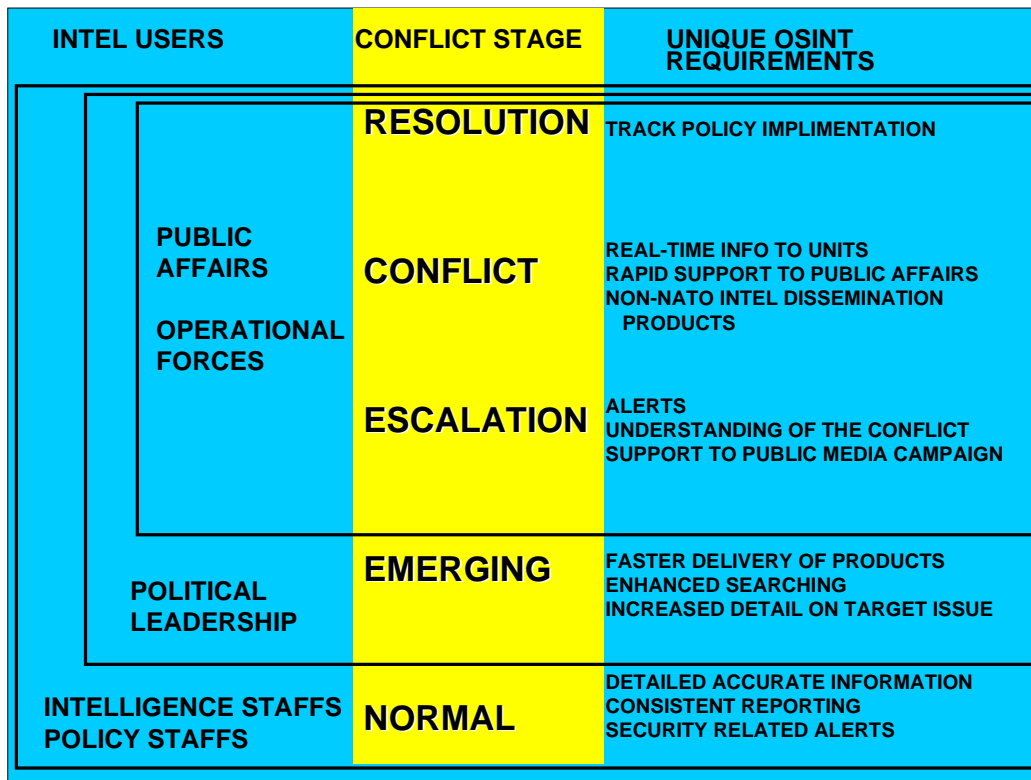 INTEL USERS
CONFLICT STAGE
UNIQUE OSINT
REQUIREMENTS
RESOLUTION
TRACK POLICY IMPLIMENTATION
PUBLIC
AFFAIRS
OPERATIONAL
FORCES
CONFLICT
REAL-TIME INFO TO UNITS
RAPID SUPPORT TO PUBLIC AFFAIRS
NON-NATO INTEL DISSEMINATION
PRODUCTS
ESCALATION
ALERTS
UNDERSTANDING OF THE CONFLICT
SUPPORT TO PUBLIC MEDIA CAMPAIGN
POLITICAL
LEADERSHIP
EMERGING
FASTER DELIVERY OF PRODUCTS
ENHANCED SEARCHING
INCREASED DETAIL ON TARGET ISSUE
INTELLIGENCE STAFFS
POLICY STAFFS
NORMAL
DETAILED ACCURATE INFORMATION
CONSISTENT REPORTING
SECURITY RELATED ALERTS